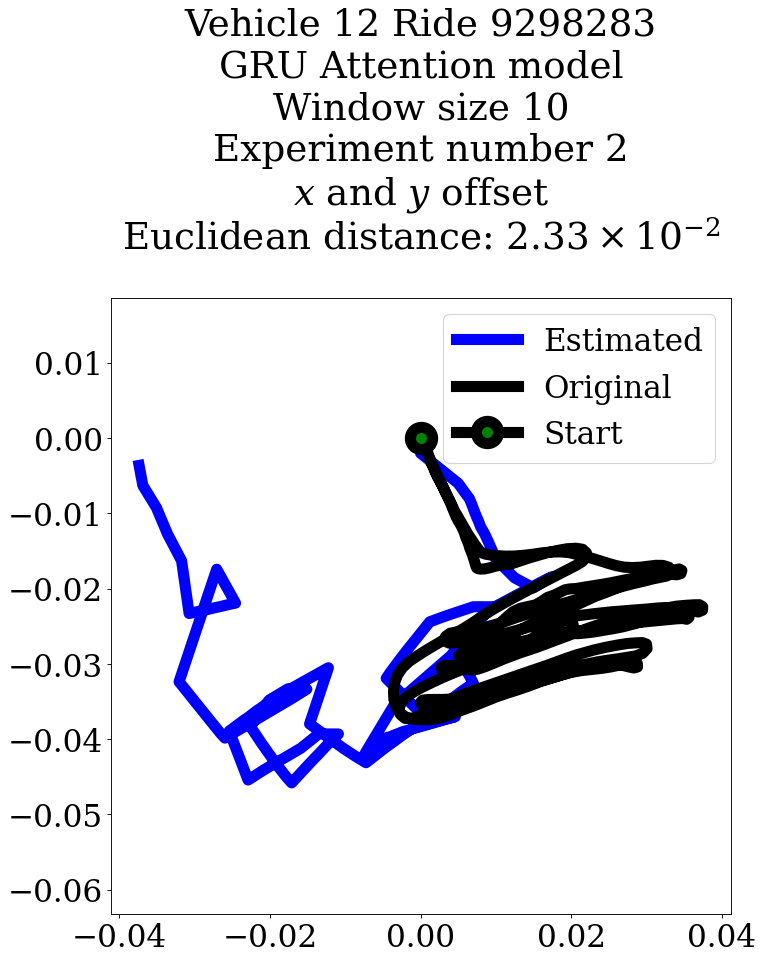 Vehicle 12 Ride 9298283
GRU Attention model
Window size 10
Experiment number 2
x and y offset
Euclidean distance: 2.33 × 10⁻²
Estimated
Original
Start
0.01
0.00
−0.01
−0.02
−0.03
−0.04
−0.05
−0.06
−0.04
−0.02
0.00
0.02
0.04